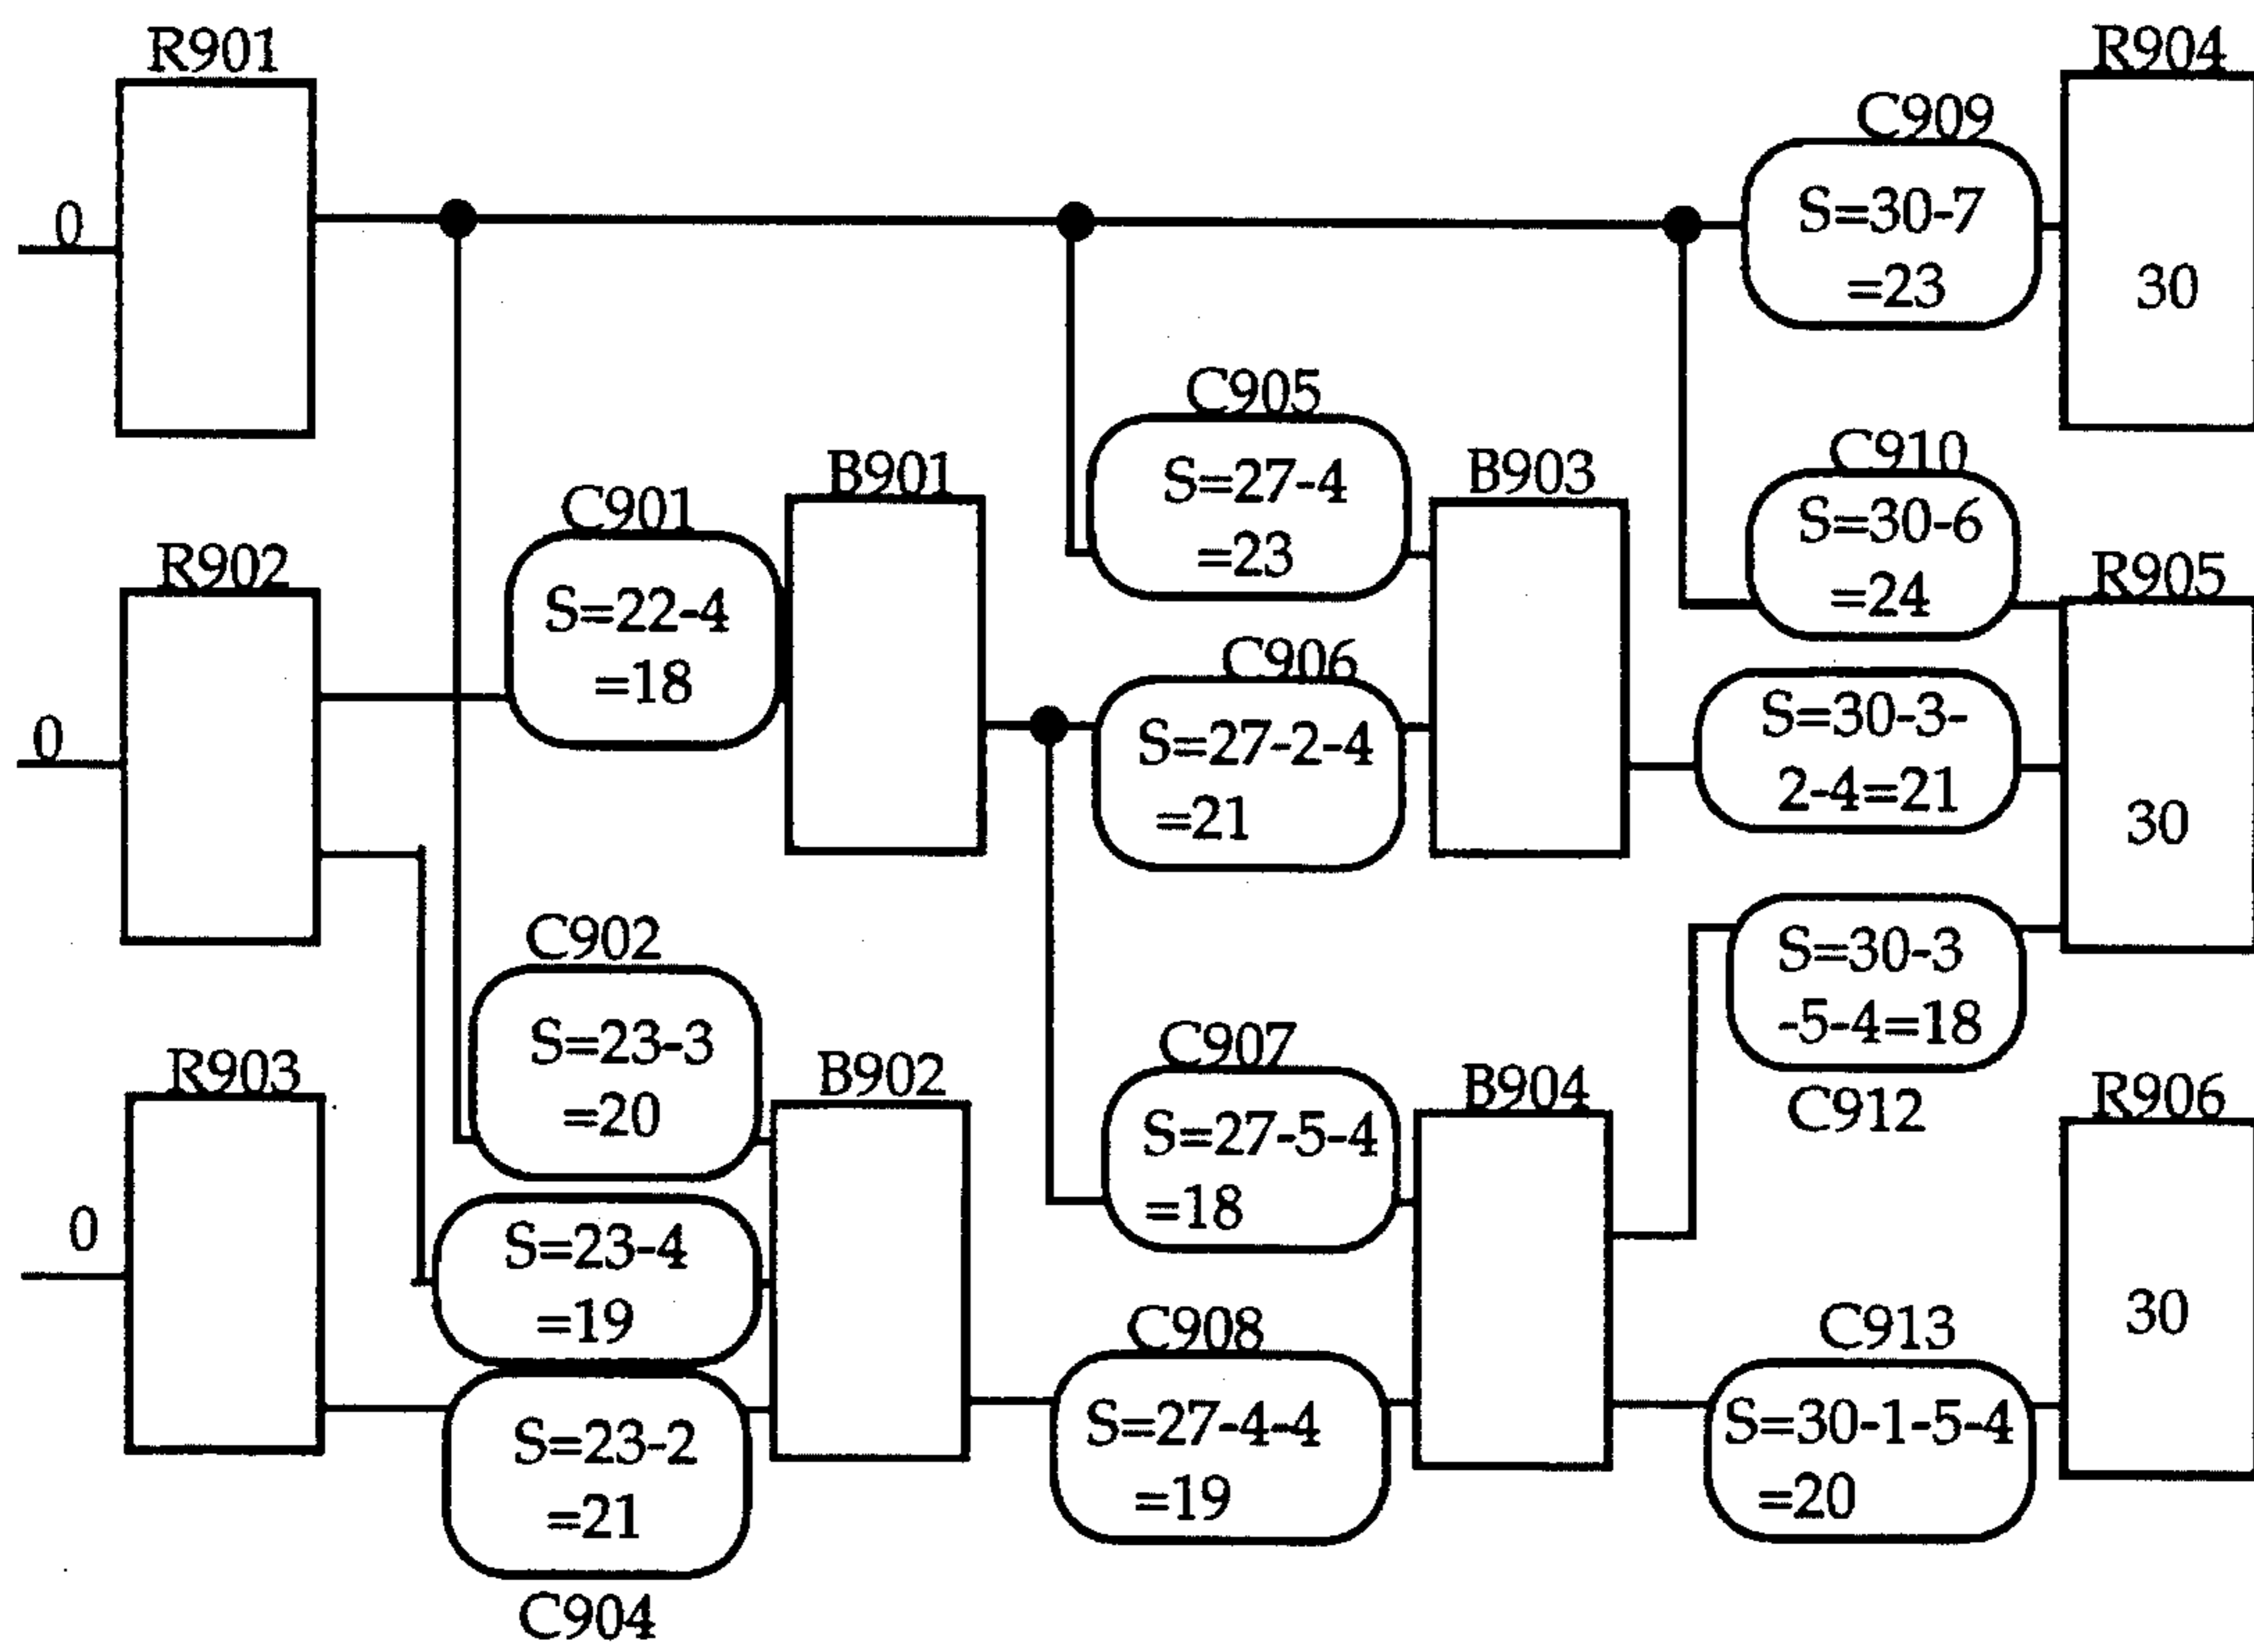 R901
0
R904
C909
S=30-7
=23
30
C905
S=27-4
=23
B903
C910
S=30-6
=24
R905
30
B901
C901
S=22-4
=18
R902
0
C906
S=27-2-4
=21
S=30-3-
2-4=21
S=30-3
-5-4=18
C912
C902
S=23-3
=20
B902
R903
0
S=23-4
=19
S=23-2
=21
C904
C907
S=27-5-4
=18
B904
C908
S=27-4-4
=19
R906
30
C913
S=30-1-5-4
=20